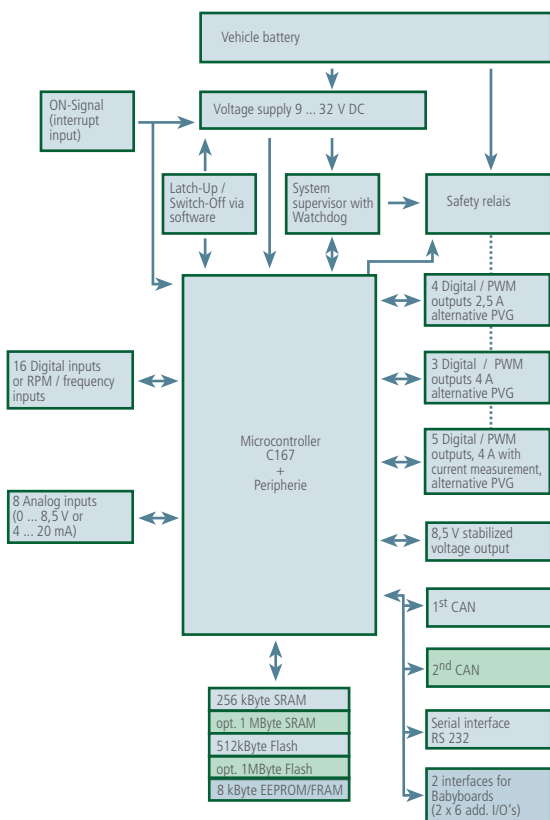 Vehicle battery
ON-Signal
(interrupt
input)
Voltage supply 9 ... 32 V DC
Latch-Up /
Switch-Off via
software
System
supervisor with
Watchdog
Safety relais
4 Digital / PWM
outputs 2,5 A
alternative PVG
16 Digital inputs
or RPM / frequency
inputs
3 Digital / PWM
outputs 4 A
alternative PVG
Microcontroller
C167
+
Peripherie
5 Digital / PWM
outputs, 4 A with
current measurement,
alternative PVG
8 Analog inputs
(0 ... 8,5 V or
4 ... 20 mA)
8,5 V stabilized
voltage output
1st CAN
2nd CAN
256 kByte SRAM
opt. 1 MByte SRAM
512kByte Flash
opt. 1MByte Flash
8 kByte EEPROM/FRAM
Serial interface
RS 232
2 interfaces for
Babyboards
(2 x 6 add. I/O's)